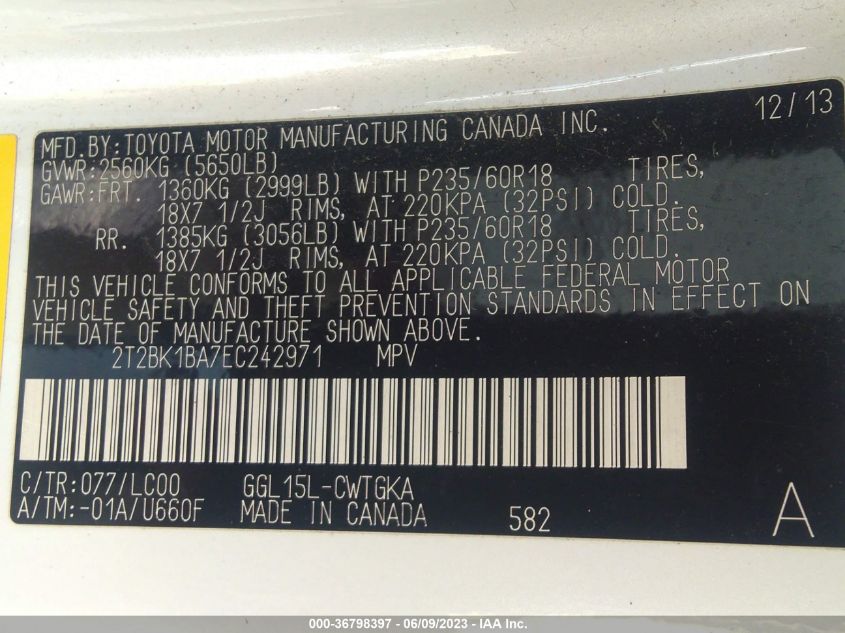 12/13
MFD. BY: TOYOTA MOTOR MANUFACTURING CANADA INC.
GVWR: 2560KG (5650LB)
GAWR: FRT. 1360KG (2999LB) WITH P235/60R18 TIRES,
18X7 1/2J RIMS, AT 220KPA (32PSI) COLD.
RR. 1385KG (3056LB) WITH P235/60R18 TIRES,
18X7 1/2J RIMS, AT 220KPA (32PSI) COLD.
THIS VEHICLE CONFORMS TO ALL APPLICABLE FEDERAL MOTOR
VEHICLE SAFETY AND THEFT PREVENTION STANDARDS IN EFFECT ON
THE DATE OF MANUFACTURE SHOWN ABOVE.
2T2BK1BA7EC242971 MPV
C/TR: 077/LC00 GGL15L-CWTGKA
A/TM: -01A/U660F MADE IN CANADA 582 A
000-36798397 - 06/09/2023 - IAA Inc.